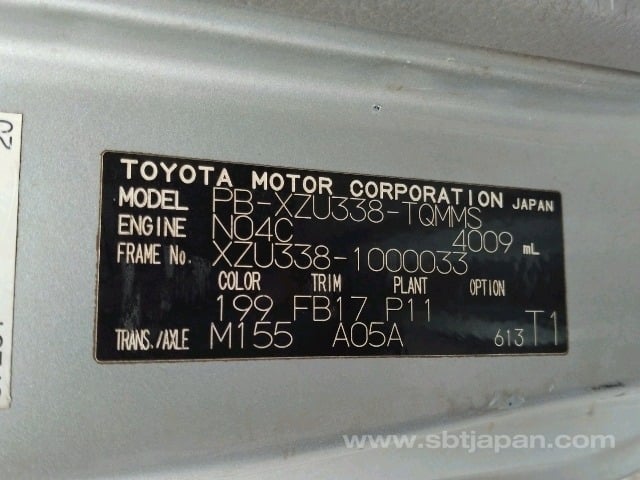 TOYOTA MOTOR CORPORATION JAPAN
MODEL PB-XZU338-TQMMS
ENGINE N04C 4009 mL
FRAME No. XZU338-1000033
COLOR TRIM PLANT OPTION
199 FB17 P11
TRANS./AXLE M155 A05A 613 T1
www.sbtjapan.com